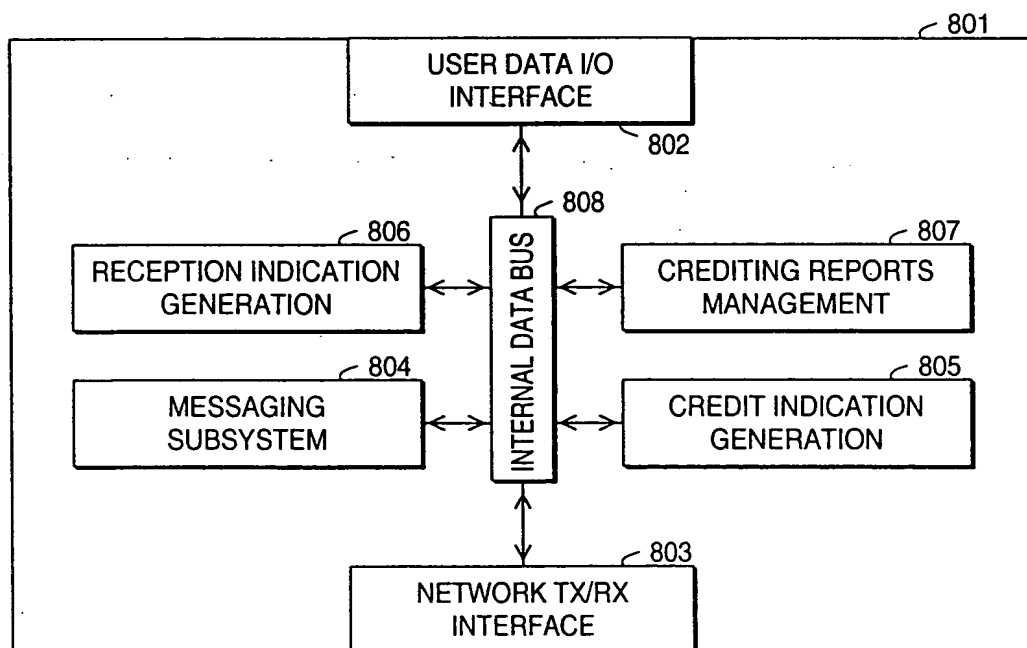 801
USER DATA I/O
INTERFACE
802
808
806
RECEPTION INDICATION
GENERATION
807
CREDITING REPORTS
MANAGEMENT
INTERNAL DATA BUS
804
MESSAGING
SUBSYSTEM
805
CREDIT INDICATION
GENERATION
803
NETWORK TX/RX
INTERFACE